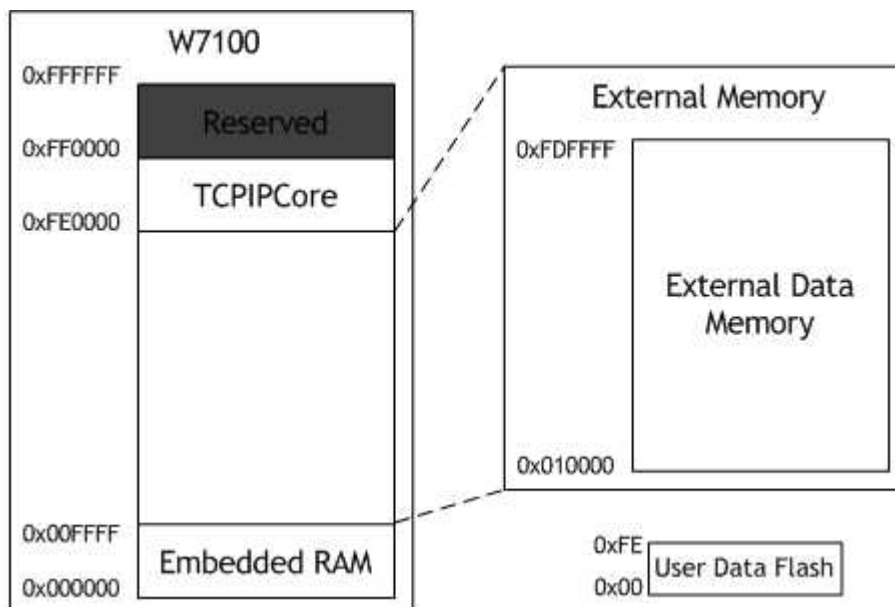 W7100
0xFFFFFF
Reserved
0xFF0000
TCPIPCore
0xFE0000
0x00FFFF
Embedded RAM
0x000000
External Memory
0xFDFFFF
External Data
Memory
0x010000
0xFE
User Data Flash
0x00